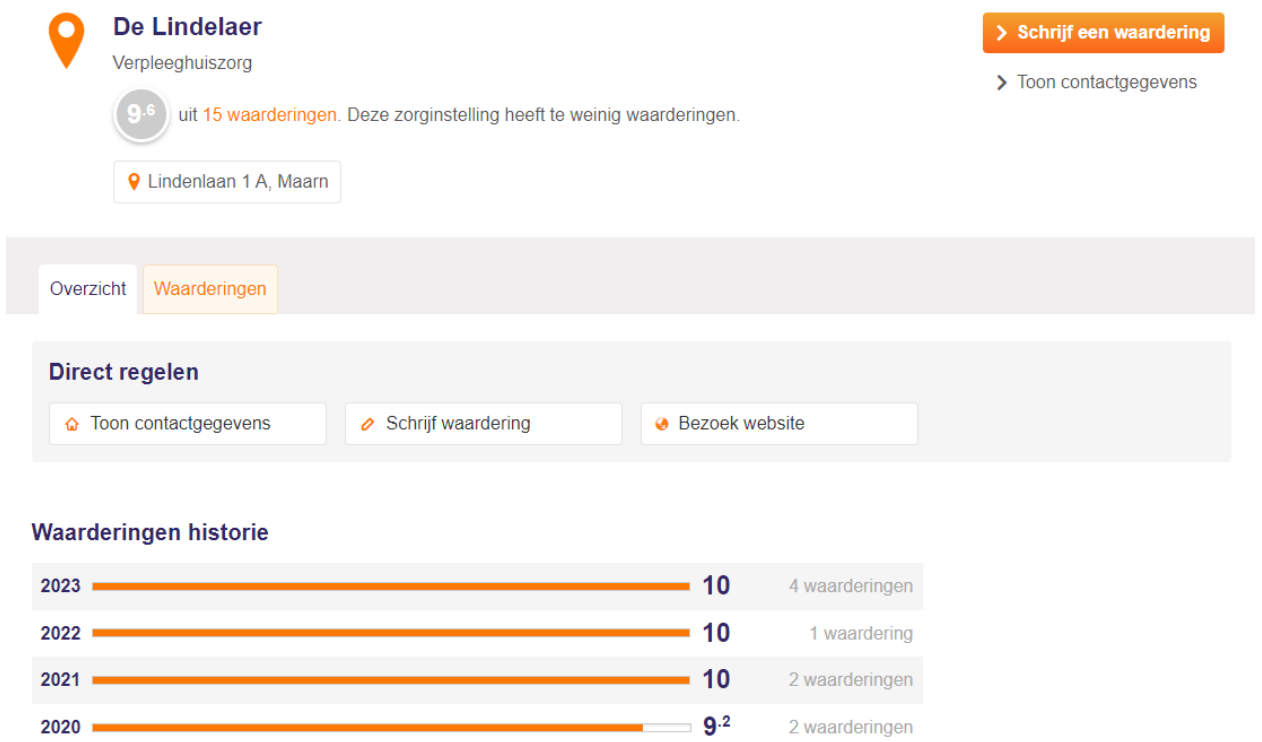 De Lindelaer
Schrijf een waardering
Verpleeghuiszorg
Toon contactgegevens
9.6 uit 15 waarderingen. Deze zorginstelling heeft te weinig waarderingen.
Lindenlaan 1 A, Maarn
Overzicht Waarderingen
Direct regelen
Toon contactgegevens Schrijf waardering Bezoek website
Waarderingen historie
2023 10 4 waarderingen
2022 10 1 waardering
2021 10 2 waarderingen
2020 9.2 2 waarderingen